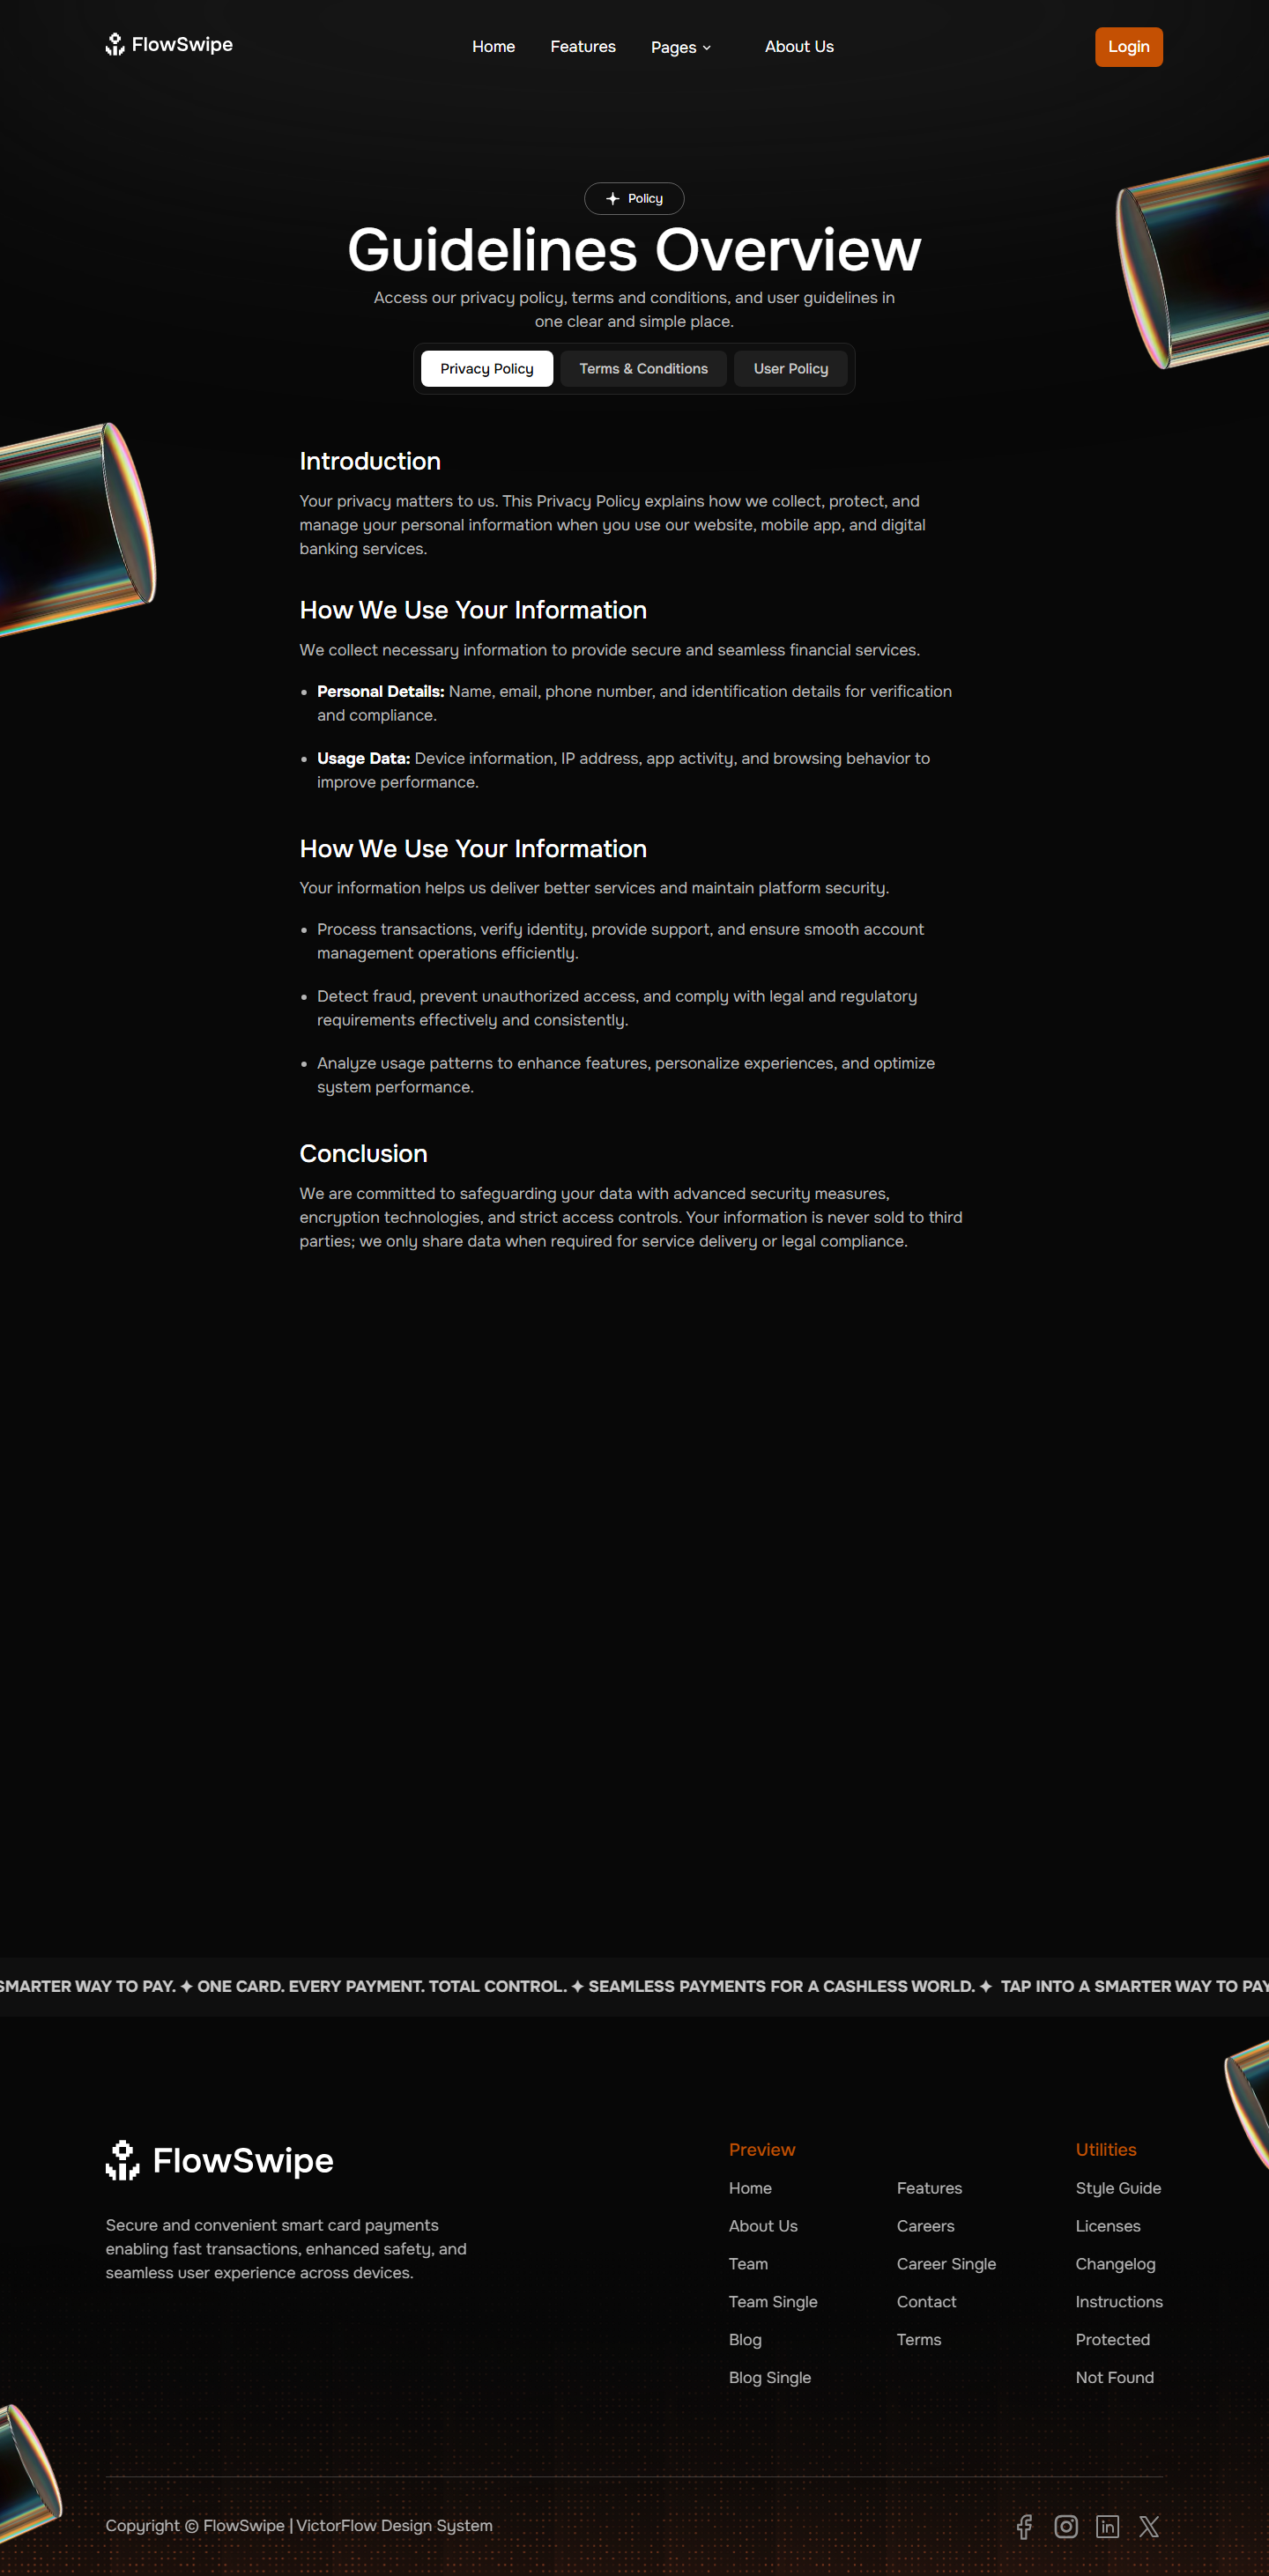 FlowSwipe
Home Features Pages About Us
Login
Policy
Guidelines Overview
Access our privacy policy, terms and conditions, and user guidelines in
one clear and simple place.
Privacy Policy Terms & Conditions User Policy
Introduction
Your privacy matters to us. This Privacy Policy explains how we collect, protect, and
manage your personal information when you use our website, mobile app, and digital
banking services.
How We Use Your Information
We collect necessary information to provide secure and seamless financial services.
• Personal Details: Name, email, phone number, and identification details for verification
and compliance.
• Usage Data: Device information, IP address, app activity, and browsing behavior to
improve performance.
How We Use Your Information
Your information helps us deliver better services and maintain platform security.
• Process transactions, verify identity, provide support, and ensure smooth account
management operations efficiently.
• Detect fraud, prevent unauthorized access, and comply with legal and regulatory
requirements effectively and consistently.
• Analyze usage patterns to enhance features, personalize experiences, and optimize
system performance.
Conclusion
We are committed to safeguarding your data with advanced security measures,
encryption technologies, and strict access controls. Your information is never sold to third
parties; we only share data when required for service delivery or legal compliance.
SMARTER WAY TO PAY. ✦ ONE CARD. EVERY PAYMENT. TOTAL CONTROL. ✦ SEAMLESS PAYMENTS FOR A CASHLESS WORLD. ✦ TAP INTO A SMARTER WAY TO PAY
FlowSwipe
Secure and convenient smart card payments
enabling fast transactions, enhanced safety, and
seamless user experience across devices.
Preview
Home
About Us
Team
Team Single
Blog
Blog Single
Features
Careers
Career Single
Contact
Terms
Utilities
Style Guide
Licenses
Changelog
Instructions
Protected
Not Found
Copyright © FlowSwipe | VictorFlow Design System